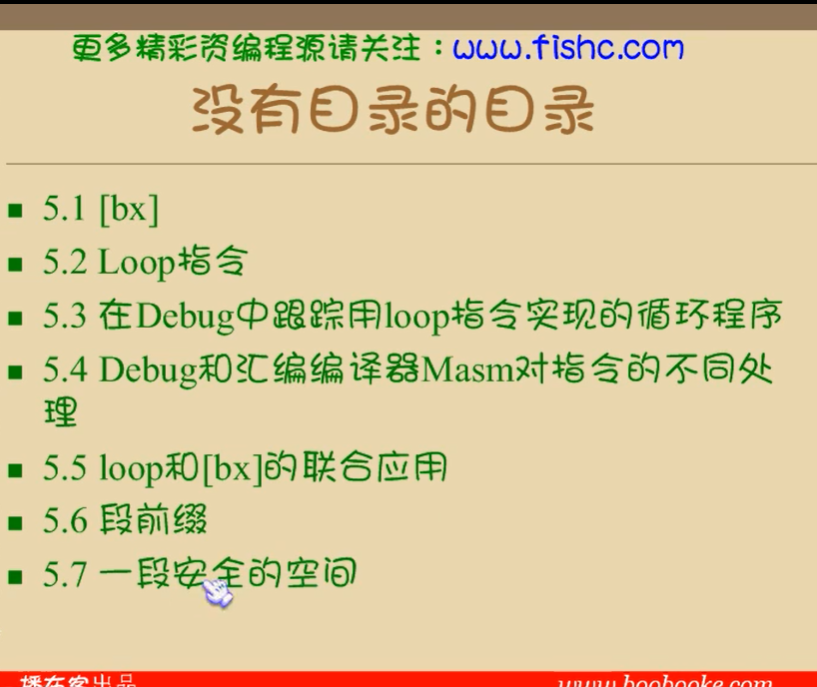 更多精彩资编程源请关注：www.fishc.com
没有目录的目录
5.1 [bx]
5.2 Loop指令
5.3 在Debug中跟踪用loop指令实现的循环程序
5.4 Debug和汇编编译器Masm对指令的不同处
理
5.5 loop和[bx]的联合应用
5.6 段前缀
5.7 一段安全的空间
播布客出品 www.boobooke.com